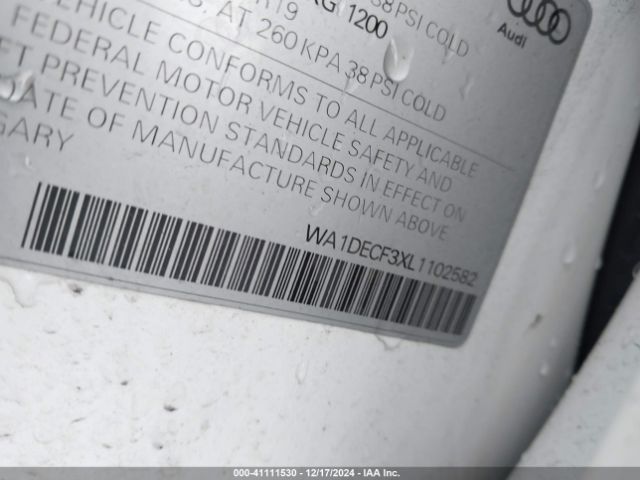 H19 KG 1200 38 PSI COLD
AT 260 KPA 38 PSI COLD
Audi
VEHICLE CONFORMS TO ALL APPLICABLE
FEDERAL MOTOR VEHICLE SAFETY AND
FT PREVENTION STANDARDS IN EFFECT ON
ATE OF MANUFACTURE SHOWN ABOVE
GARY
WA1DECF3XL1102582
000-41111530 - 12/17/2024 - IAA Inc.